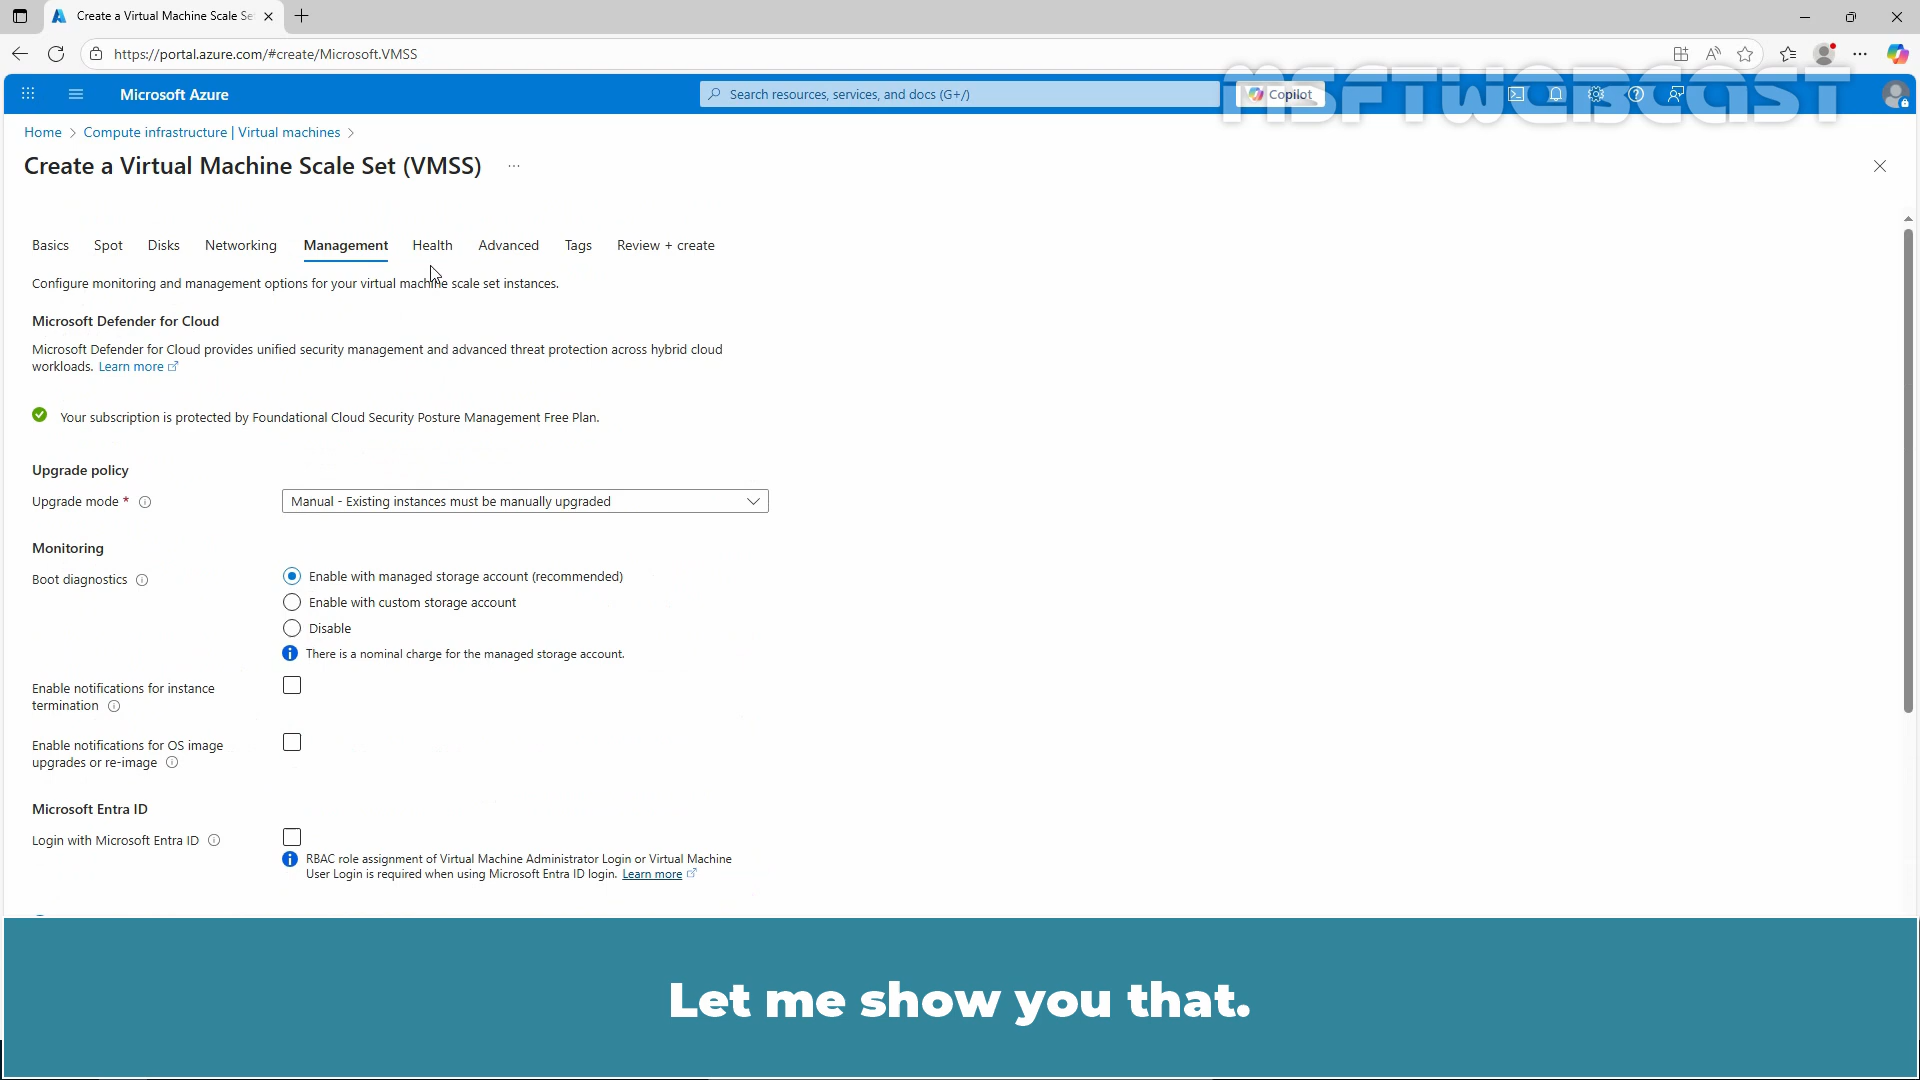 Create a Virtual Machine Scale Se
https://portal.azure.com/#create/Microsoft.VMSS
Microsoft Azure
Search resources, services, and docs (G+/)
Copilot
MSFTWEBCAST
Home > Compute infrastructure | Virtual machines >
Create a Virtual Machine Scale Set (VMSS) ...
Basics Spot Disks Networking Management Health Advanced Tags Review + create
Configure monitoring and management options for your virtual machine scale set instances.
Microsoft Defender for Cloud
Microsoft Defender for Cloud provides unified security management and advanced threat protection across hybrid cloud
workloads. Learn more
Your subscription is protected by Foundational Cloud Security Posture Management Free Plan.
Upgrade policy
Upgrade mode * Manual - Existing instances must be manually upgraded
Monitoring
Boot diagnostics Enable with managed storage account (recommended)
Enable with custom storage account
Disable
There is a nominal charge for the managed storage account.
Enable notifications for instance
termination
Enable notifications for OS image
upgrades or re-image
Microsoft Entra ID
Login with Microsoft Entra ID
RBAC role assignment of Virtual Machine Administrator Login or Virtual Machine
User Login is required when using Microsoft Entra ID login. Learn more
Let me show you that.